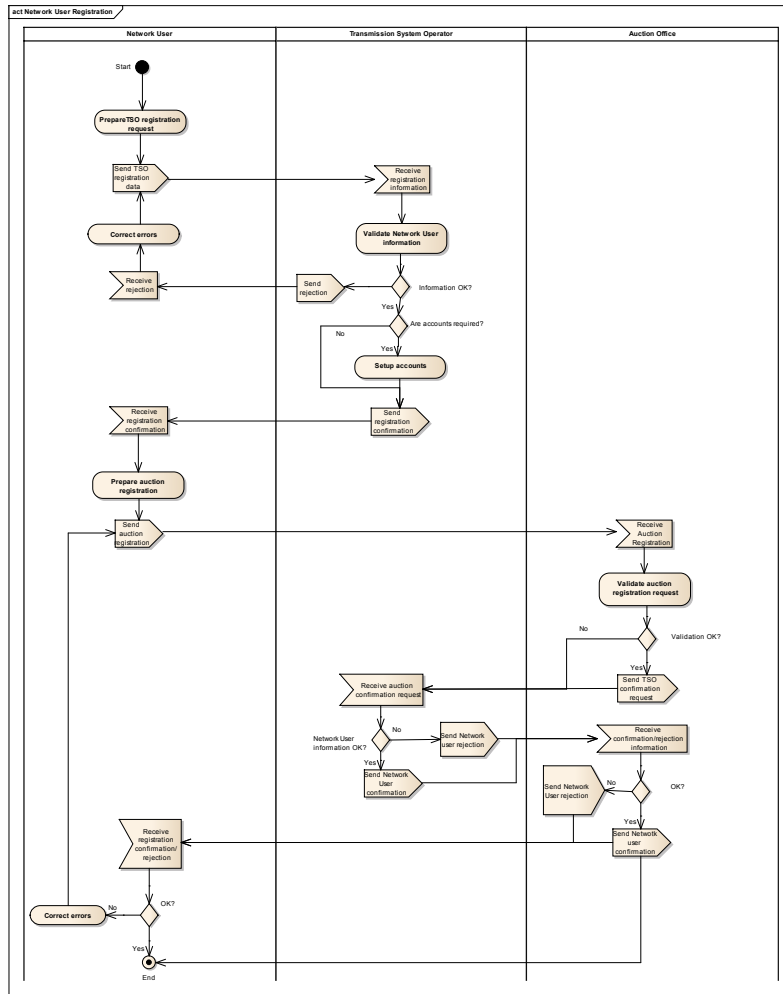 act Network User Registration
Network User
Transmission System Operator
Auction Office
Start
PrepareTSO registration
request
Send TSO
registration
data
Receive
registration
information
Correct errors
Validate Network User
information
Receive
rejection
Send
rejection
Information OK?
Yes
Are accounts required?
No
Yes
Setup accounts
Receive
registration
confirmation
Send
registration
confirmation
Prepare auction
registration
Send
auction
registration
Receive
Auction
Registration
Validate auction
registration request
No
Validation OK?
Yes
Send TSO
confirmation
request
Receive auction
confirmation request
Network User
information OK?
No
Send Network
user rejection
Receive
confirmation/rejection
information
Yes
Send Network
User
confirmation
Send Network
User rejection
No
OK?
Yes
Send Netwotk
user
confirmation
Receive
registration
confirmation/
rejection
Correct errors
No
OK?
Yes
End